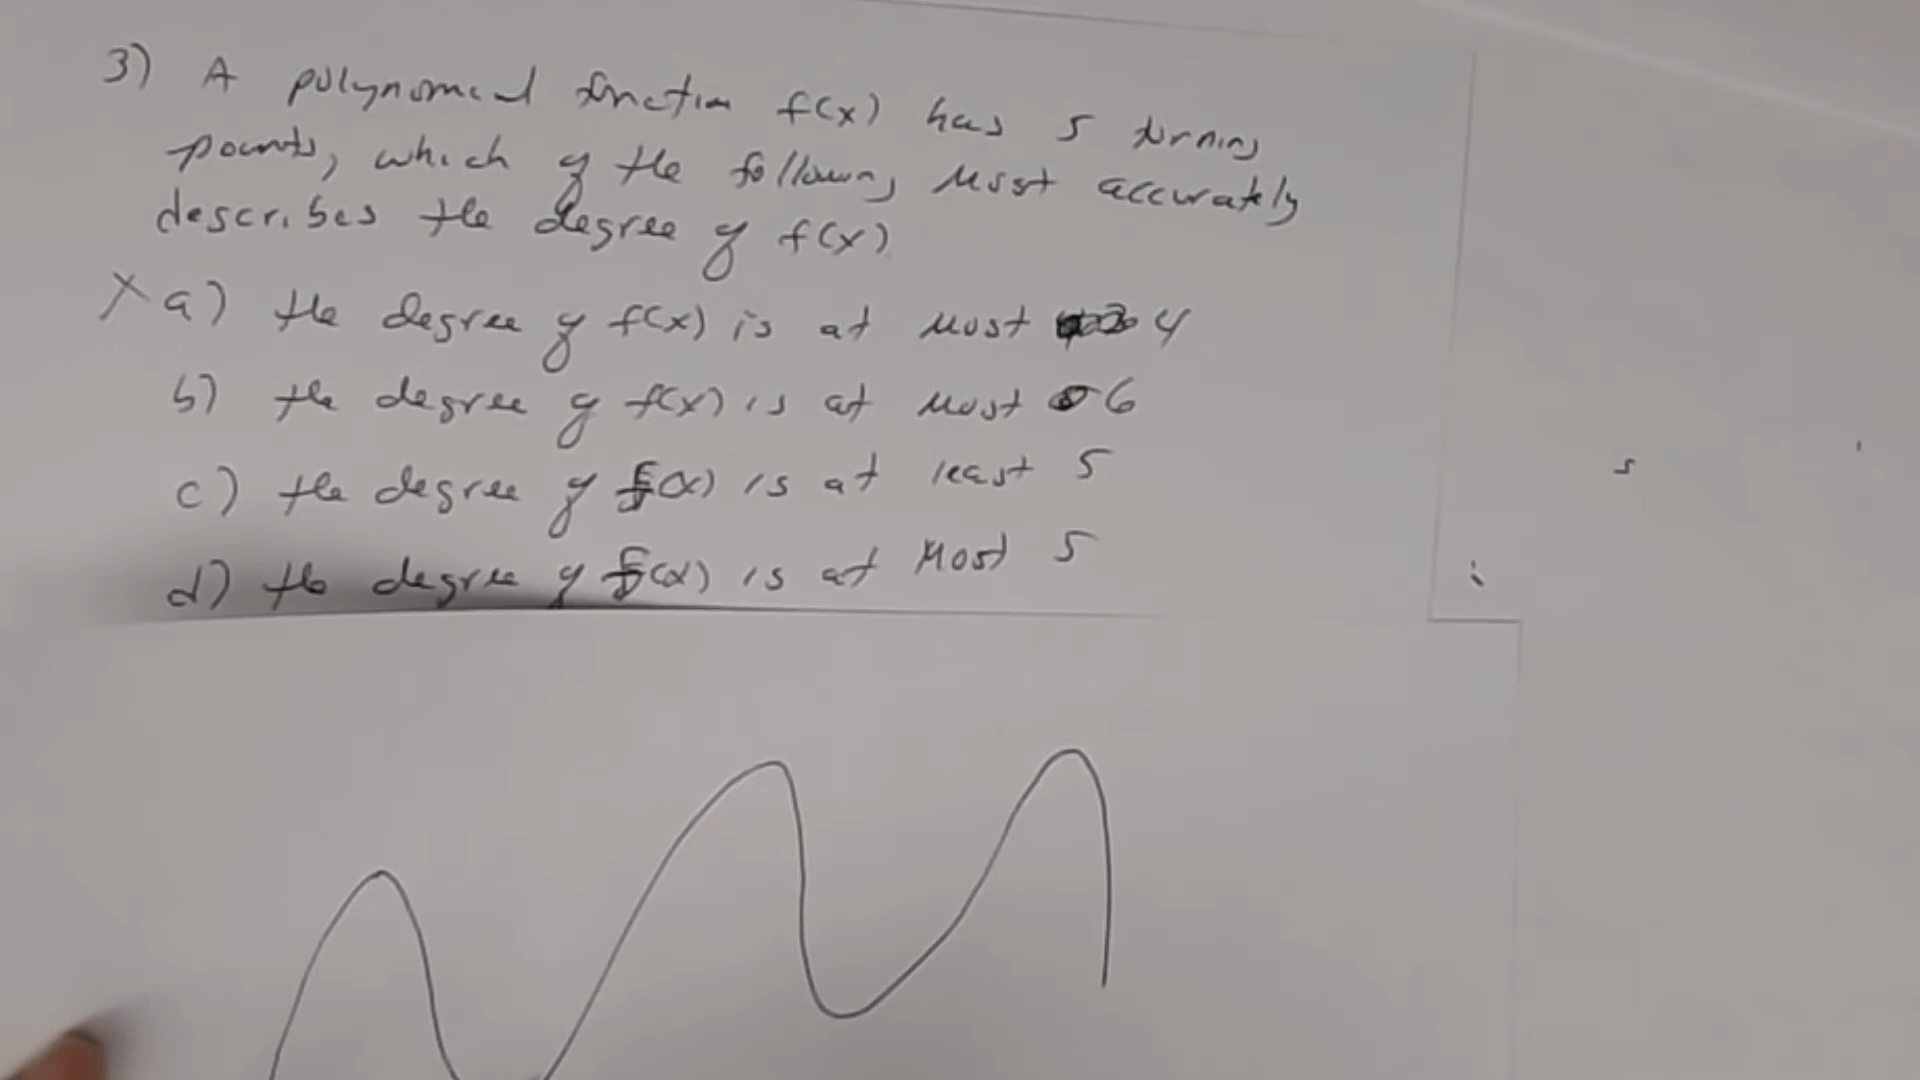 3) A polynomial function f(x) has 5 turning
points, which of the following most accurately
describes the degree of f(x)
X a) the degree of f(x) is at most 4
b) the degree of f(x) is at most 6
c) the degree of f(x) is at least 5
d) the degree of f(x) is at most 5